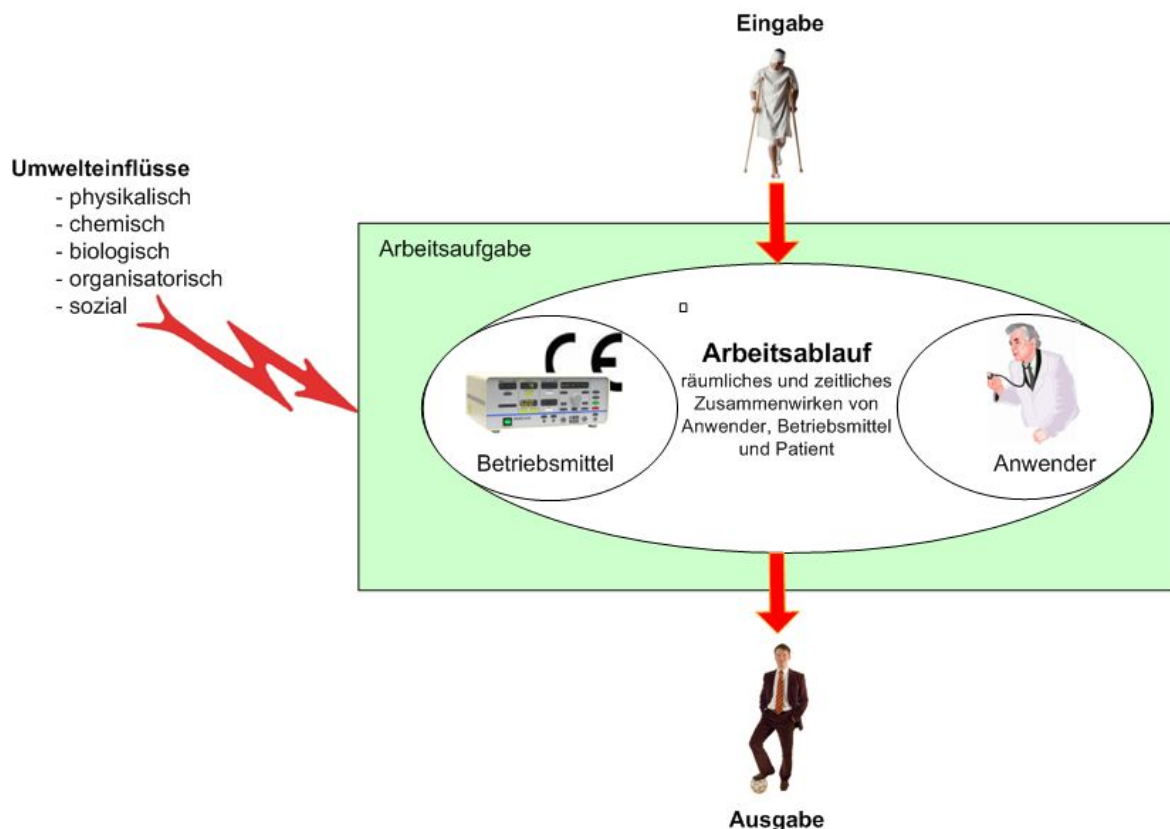 Eingabe
Umwelteinflüsse
- physikalisch
- chemisch
- biologisch
- organisatorisch
- sozial
Arbeitsaufgabe
CE
Arbeitsablauf
räumliches und zeitliches
Zusammenwirken von
Anwender, Betriebsmittel
und Patient
Betriebsmittel
Anwender
Ausgabe